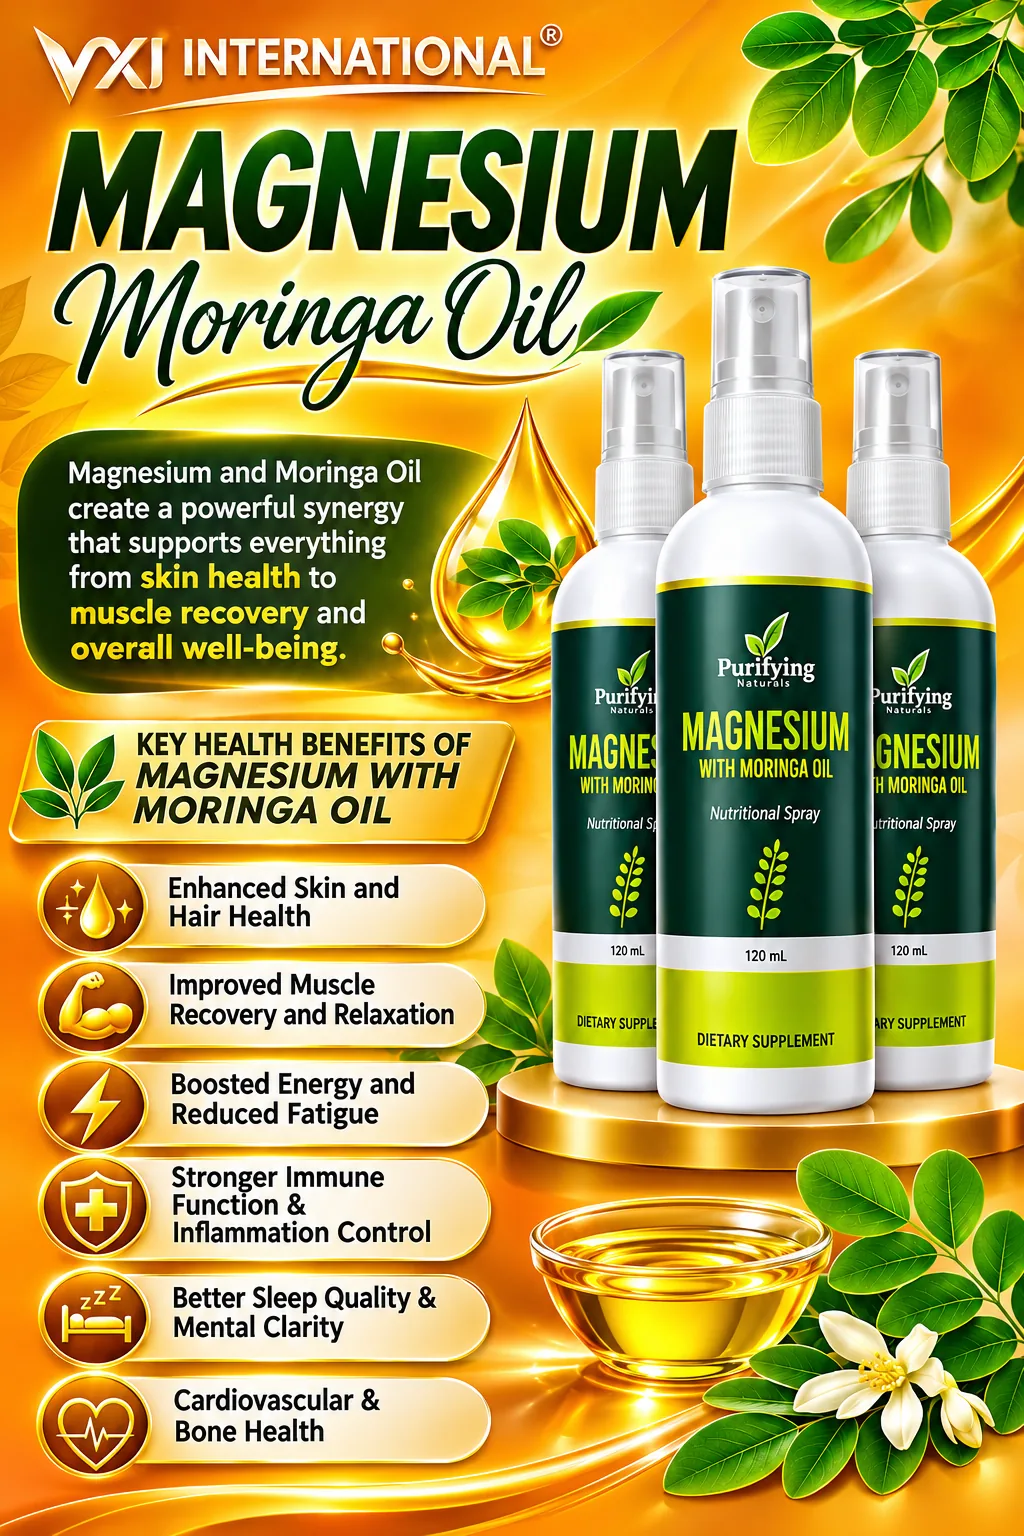 VXJ INTERNATIONAL®
MAGNESIUM
Moringa Oil
Magnesium and Moringa Oil
create a powerful synergy
that supports everything
from skin health to
muscle recovery and
overall well-being.
KEY HEALTH BENEFITS OF
MAGNESIUM WITH
MORINGA OIL
Enhanced Skin and
Hair Health
Improved Muscle
Recovery and Relaxation
Boosted Energy and
Reduced Fatigue
Stronger Immune
Function &
Inflammation Control
zzz
Better Sleep Quality &
Mental Clarity
Cardiovascular &
Bone Health
Purifyin
Naturals
MAGNES
WITH MORING
Nutritional Sp
120 mL
DIETARY SUPPLE
Purifying
Naturals
MAGNESIUM
WITH MORINGA OIL
Nutritional Spray
120 mL
DIETARY SUPPLEMENT
Purifying
Naturals
GNESIUM
TH MORINGA OIL
utritional Spray
120 mL
ARY SUPPLEMENT